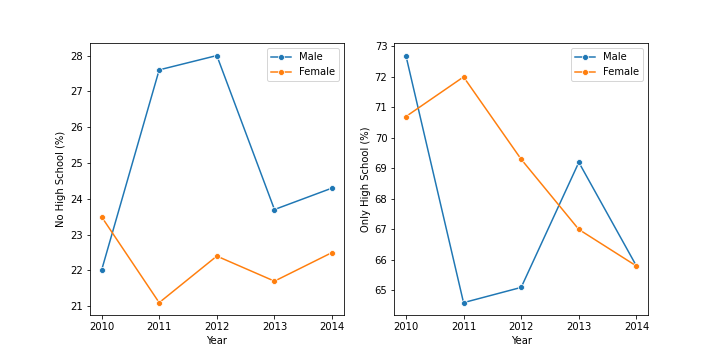 No High School (%)
28
27
26
25
24
23
22
21
2010 2011 2012 2013 2014
Year
Male
Female
Only High School (%)
73
72
71
70
69
68
67
66
65
2010 2011 2012 2013 2014
Year
Male
Female